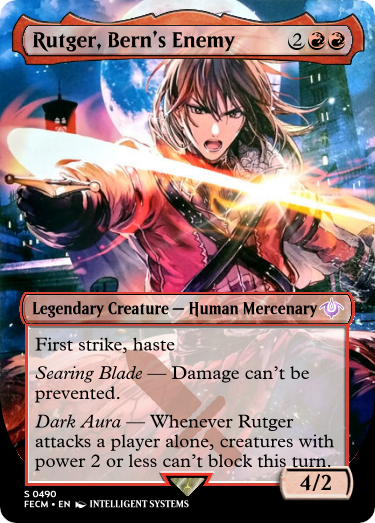 Rutger, Bern's Enemy 2
Legendary Creature — Human Mercenary
First strike, haste
Searing Blade — Damage can't be
prevented.
Dark Aura — Whenever Rutger
attacks a player alone, creatures with
power 2 or less can't block this turn.
4/2
S 0490
FECM • EN INTELLIGENT SYSTEMS